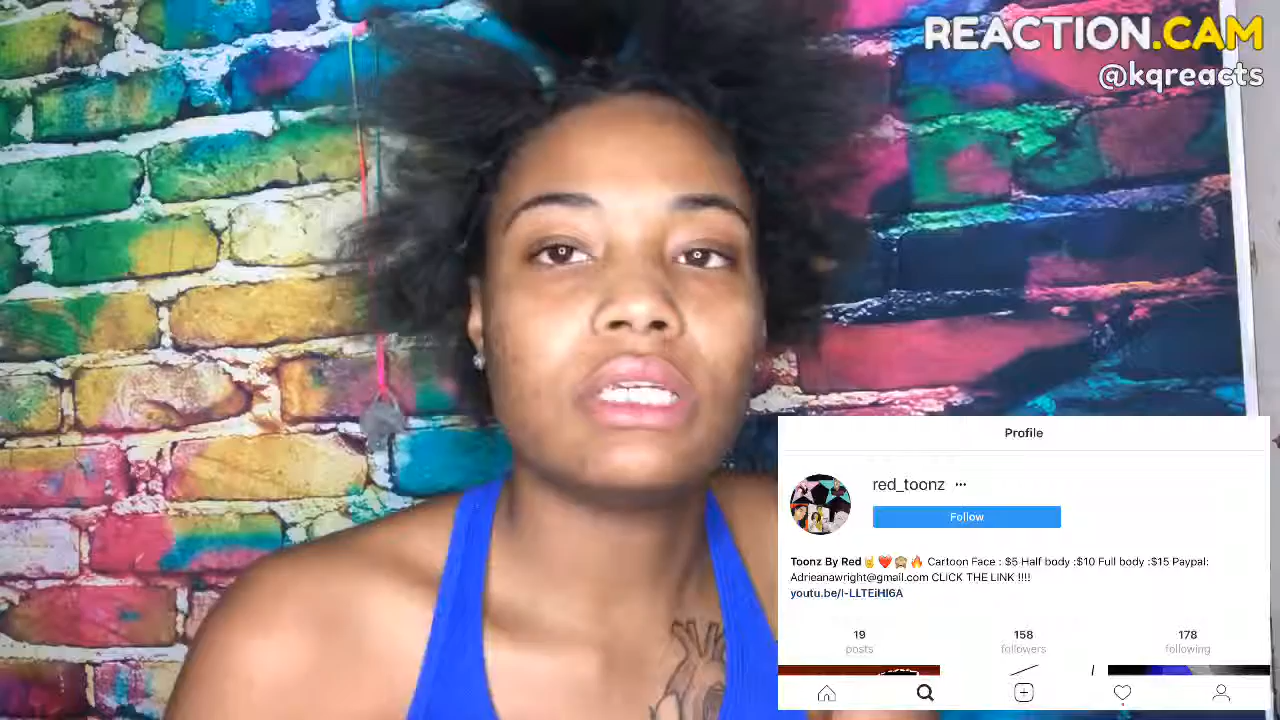 REACTION.CAM
@kqreacts
Profile
red_toonz ...
Follow
Toonz By Red🤘❤️🙈🔥 Cartoon Face : $5 Half body :$10 Full body :$15 Paypal:
Adrieanawright@gmail.com CLICK THE LINK !!!!
youtu.be/l-LLTEiHI6A
19 158 178
posts followers following